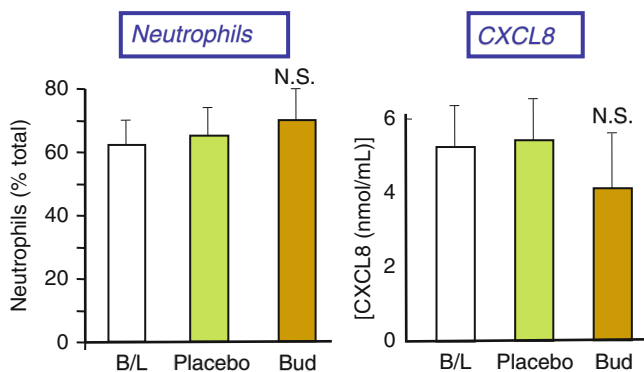 Neutrophils
N.S.
80
60
40
20
0
Neutrophils (% total)
B/L Placebo Bud
CXCL8
N.S.
6
4
2
0
[CXCL8 (nmol/mL)]
B/L Placebo Bud